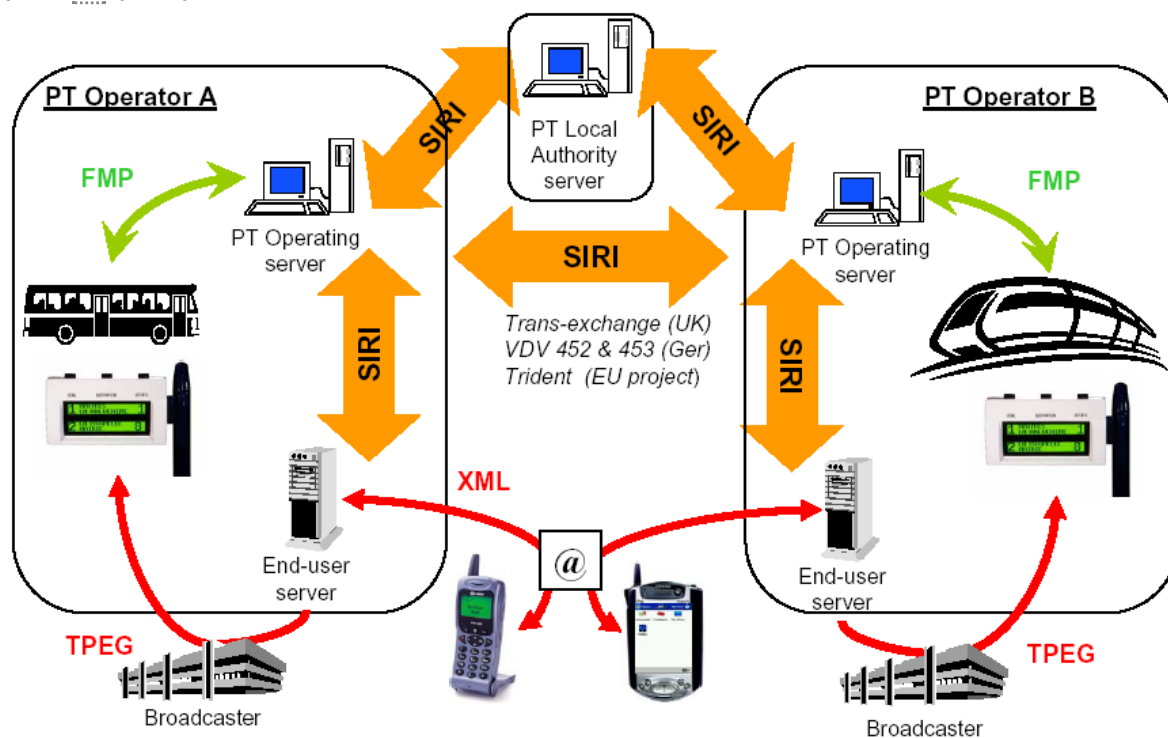 PT Operator A
FMP
PT Operating
server
SIRI
PT Local
Authority
server
SIRI
PT Operator B
FMP
PT Operating
server
SIRI
Trans-exchange (UK)
VDV 452 & 453 (Ger)
Trident (EU project)
SIRI
SIRI
XML
@
End-user
server
End-user
server
TPEG
Broadcaster
TPEG
Broadcaster